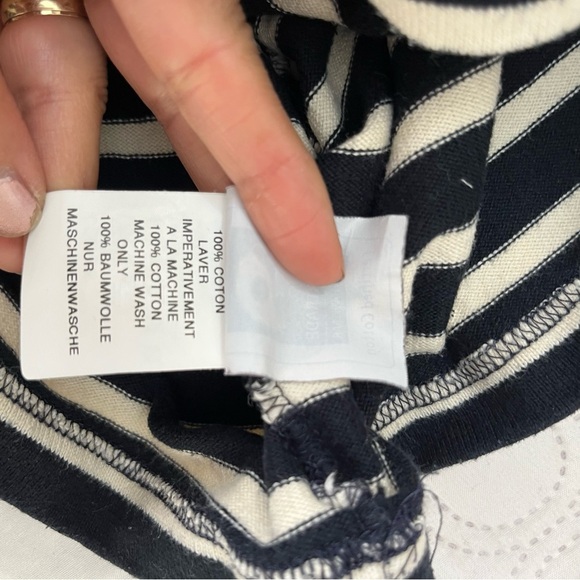 100% COTON
LAVER
IMPERATIVEMENT
A LA MACHINE
100% COTTON
MACHINE WASH
ONLY
100% BAUMWOLLE
NUR
MASCHINENWASCHE